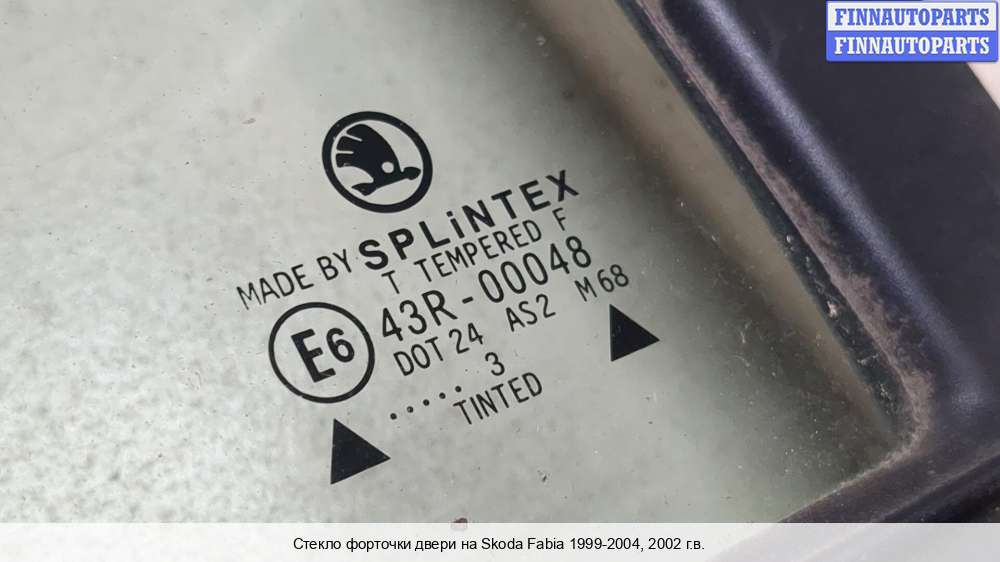 FINNAUTOPARTS
FINNAUTOPARTS
MADE BY SPLiNTEX
T TEMPERED F
E6 43R-00048
DOT 24 AS2 M68
..... 3
TINTED
Стекло форточки двери на Skoda Fabia 1999-2004, 2002 г.в.